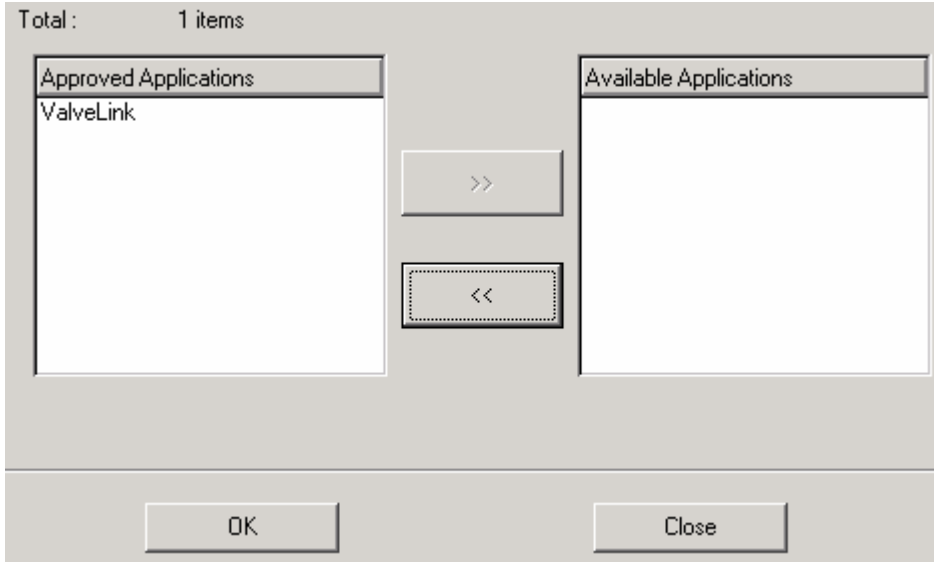 Total : 1 items
Approved Applications
Available Applications
ValveLink
>>
<<
OK
Close